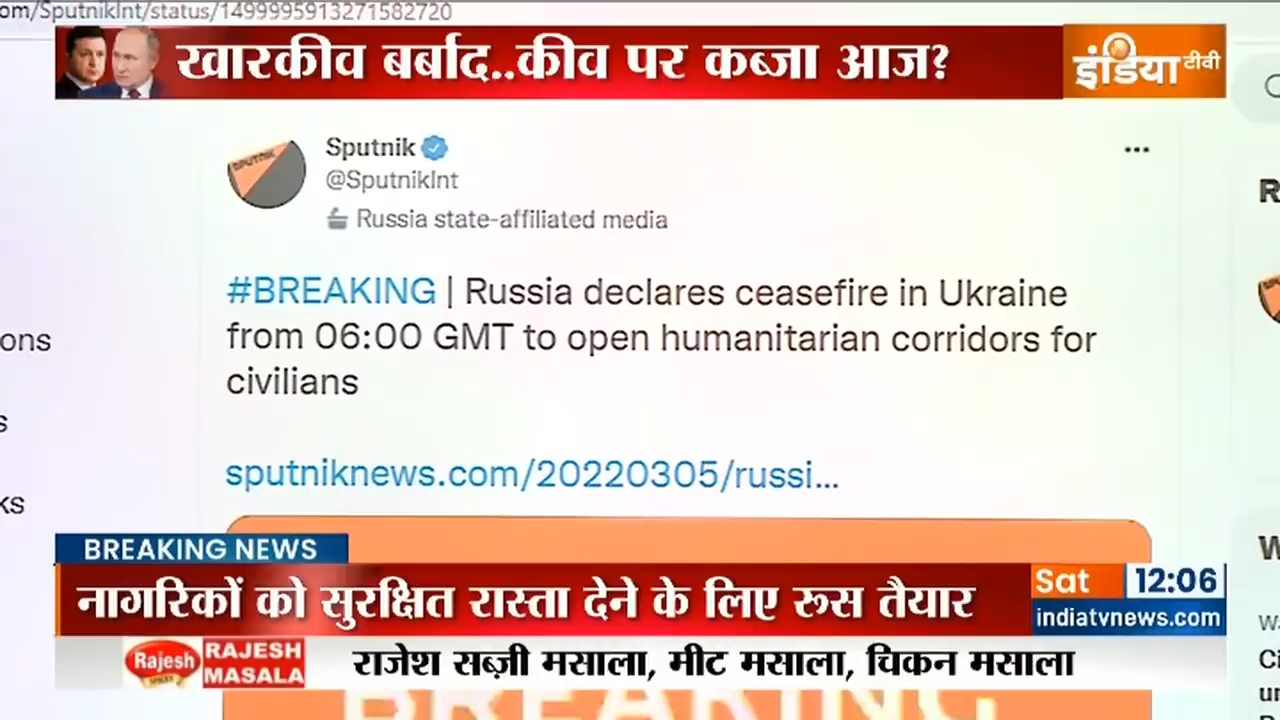 om/SputnikInt/status/1499995913271582720
खारकीव बर्बाद..कीव पर कब्जा आज?
इंडिया टीवी
Sputnik
@SputnikInt
Russia state-affiliated media
#BREAKING | Russia declares ceasefire in Ukraine
from 06:00 GMT to open humanitarian corridors for
civilians
sputniknews.com/20220305/russi...
ons
s
ks
BREAKING NEWS
नागरिकों को सुरक्षित रास्ता देने के लिए रूस तैयार
Sat 12:06
indiatvnews.com
Rajesh
RAJESH
MASALA
राजेश सब्ज़ी मसाला, मीट मसाला, चिकन मसाला
BREAKING